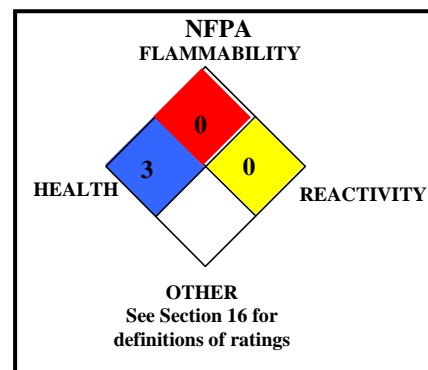 NFPA
FLAMMABILITY
0
3
0
HEALTH
REACTIVITY
OTHER
See Section 16 for
definitions of ratings